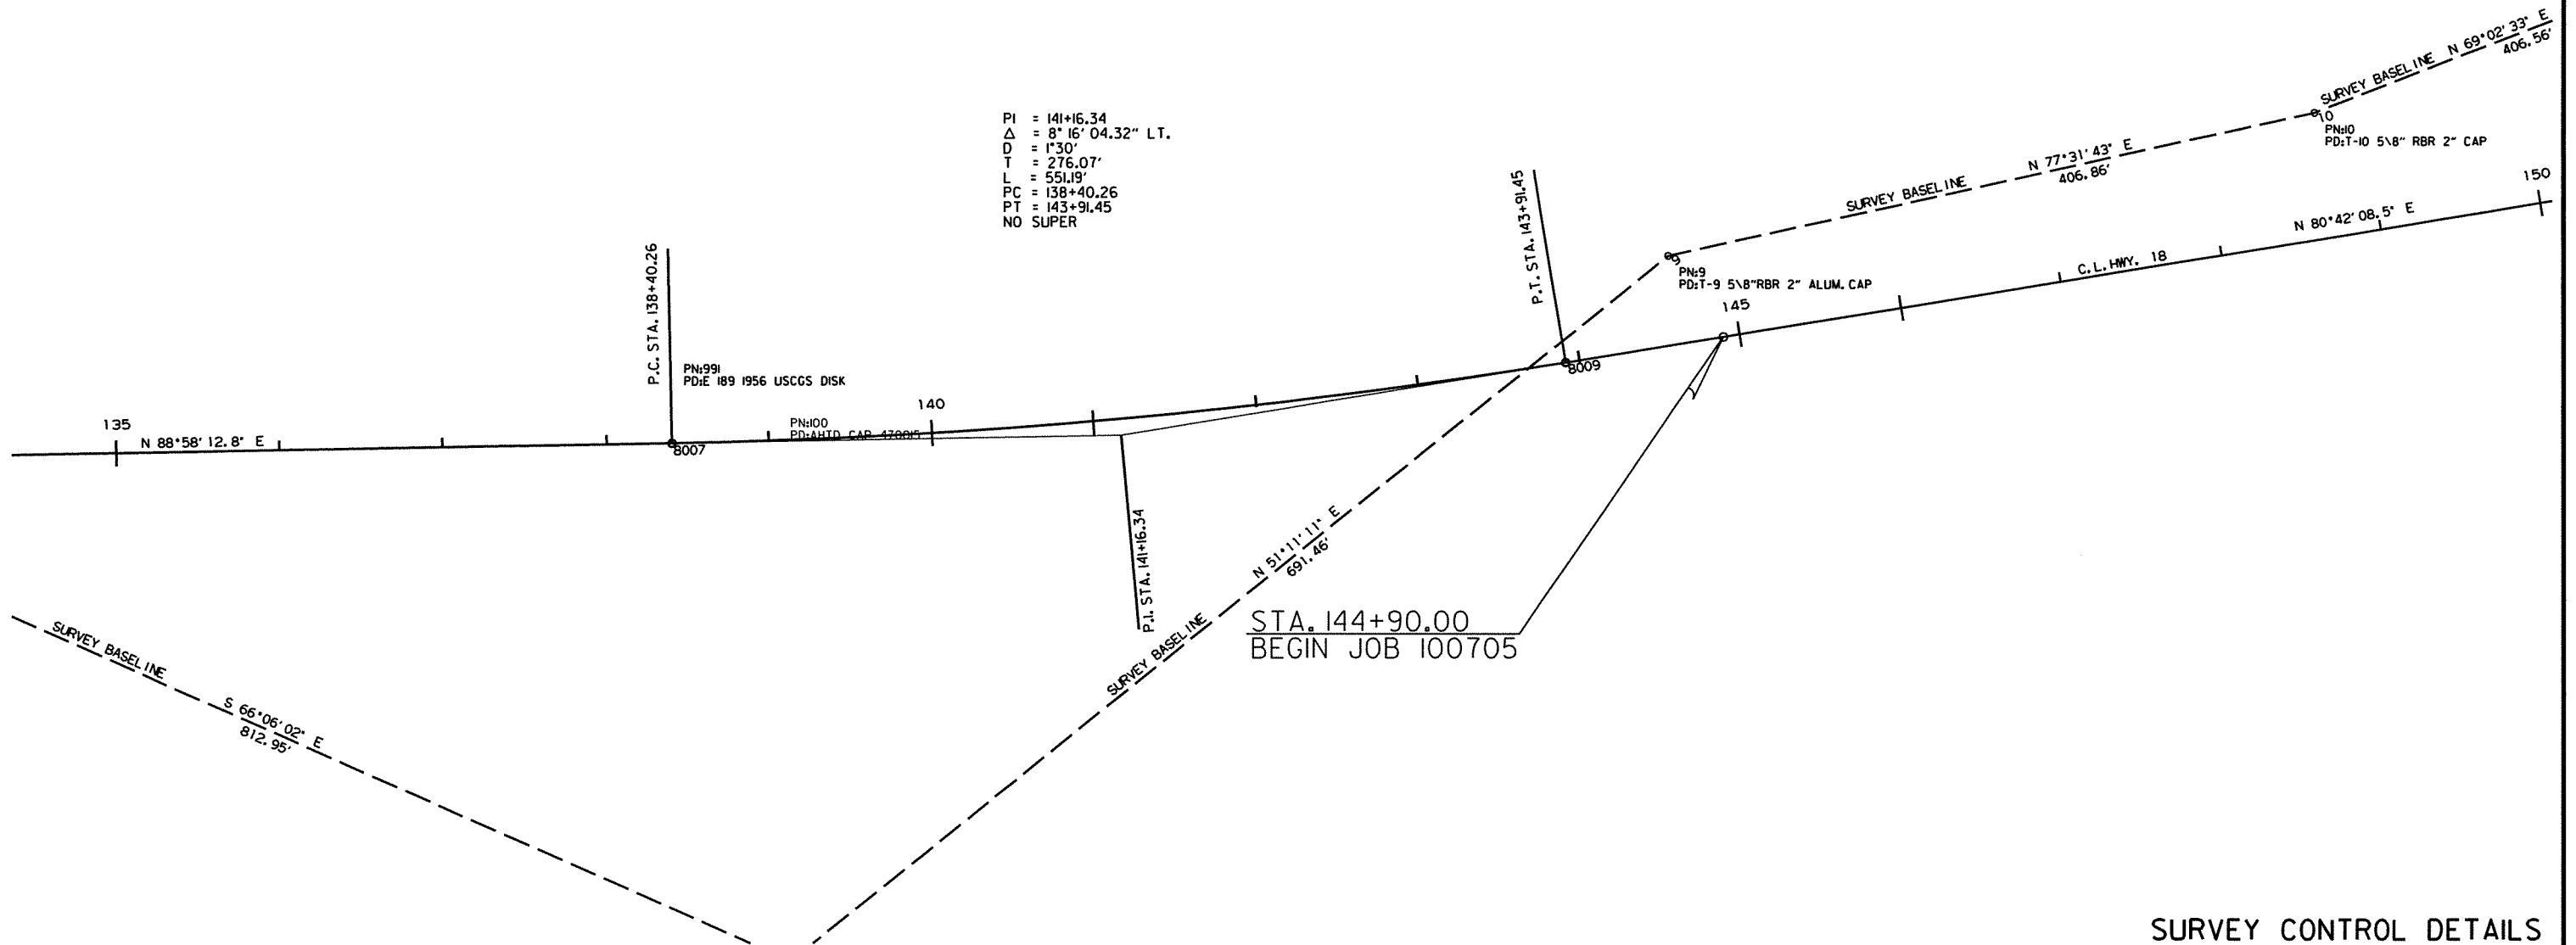 SURVEY BASELINE N 69°02'33" E
406.56'
10
PN:10
PD:T-10 5\8" RBR 2" CAP
PI = 141+16.34
Δ = 8° 16' 04.32" LT.
D = 1°30'
T = 276.07'
L = 551.19'
PC = 138+40.26
PT = 143+91.45
NO SUPER
SURVEY BASELINE N 77°31'43" E
406.86'
150
N 80°42'08.5" E
C.L. HWY. 18
P.T. STA. 143+91.45
9
PN:9
PD:T-9 5\8"RBR 2" ALUM. CAP
145
8009
P.C. STA. 138+40.26
PN:991
PD:E 189 1956 USCGS DISK
135
N 88°58'12.8" E
8007
PN:100
PD:AHTD CAP 470015
140
P.I. STA. 141+16.34
SURVEY BASELINE N 51°11'11" E
691.46'
STA. 144+90.00
BEGIN JOB 100705
SURVEY BASELINE
S 66°06'02" E
812.95'
SURVEY CONTROL DETAILS